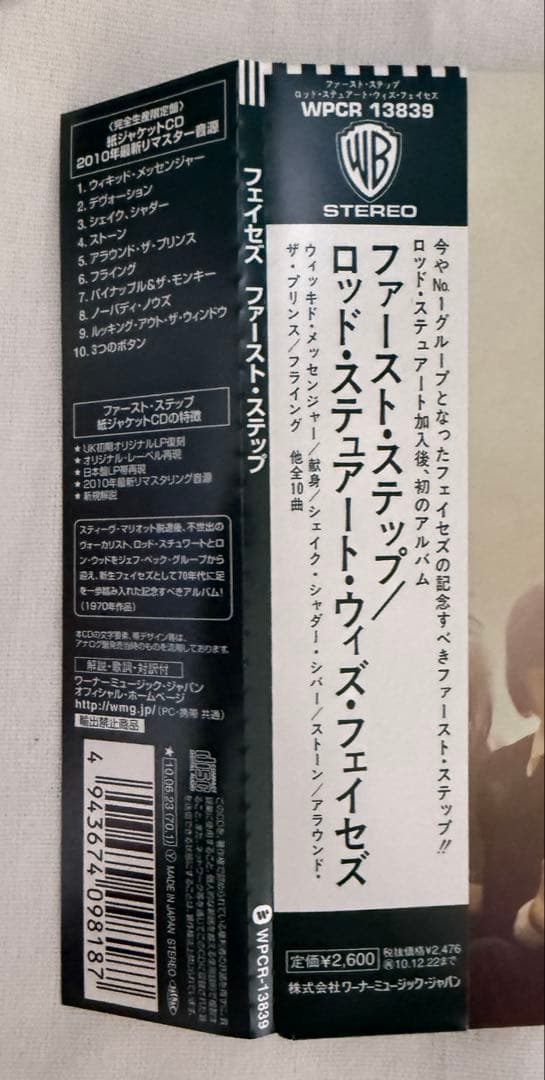 〈完全生産限定盤〉
紙ジャケットCD
2010年最新リマスター音源
1. ウィキッド・メッセンジャー
2. デヴォーション
3. シェイク, シャダー
4. ストーン
5. アラウンド・ザ・プリンス
6. フライング
7. パイナップル&ザ・モンキー
8. ノーバディ・ノウズ
9. ルッキング・アウト・ザ・ウィンドウ
10. 3つのボタン
ファースト・ステップ
紙ジャケットCDの特徴
★ UK初期オリジナルLP復刻
★ オリジナル・レーベル再現
★ 日本盤LP帯再現
★ 2010年最新リマスタリング音源
★ 新規解説
スティーヴ・マリオット脱退後、不世出の
ヴォーカリスト、ロッド・スチュワートとロ
ン・ウッドをジェフ・ベック・グループから
迎え、新生フェイセズとして70年代に足
を一歩踏み入れた記念すべきアルバム!
(1970年作品)
本CDの文字要素、帯デザイン等は、
アナログ盤発売当時のものを流用しております。
解説・歌詞・対訳付
ワーナーミュージック・ジャパン
オフィシャル・ホームページ
http://wmg.jp/(PC・携帯 共通)
輸出禁止商品
4 943674 098187
★10.06.23 (70.1) Ⓨ MADE IN JAPAN STEREO
COMPACT
disc
DIGITAL AUDIO
フェイセズ ファースト・ステップ
WPCR-13839
ファースト・ステップ
ロット・ステュアート・ウィズ・フェイセズ
WPCR 13839
WB
STEREO
今やNo.1グループとなったフェイセズの記念すべきファースト・ステップ!!
ロッド・ステュアート加入後、初のアルバム
ファースト・ステップ/
ロッド・ステュアート・ウィズ・フェイセズ
ウィッキド・メッセンジャー/献身/シェイク・シャダー・シバー/ストーン/アラウンド・
ザ・プリンス/フライング 他全10曲
定価¥2,600
税抜価格¥2,476
㊕10.12.22まで
株式会社 ワーナーミュージック・ジャパン